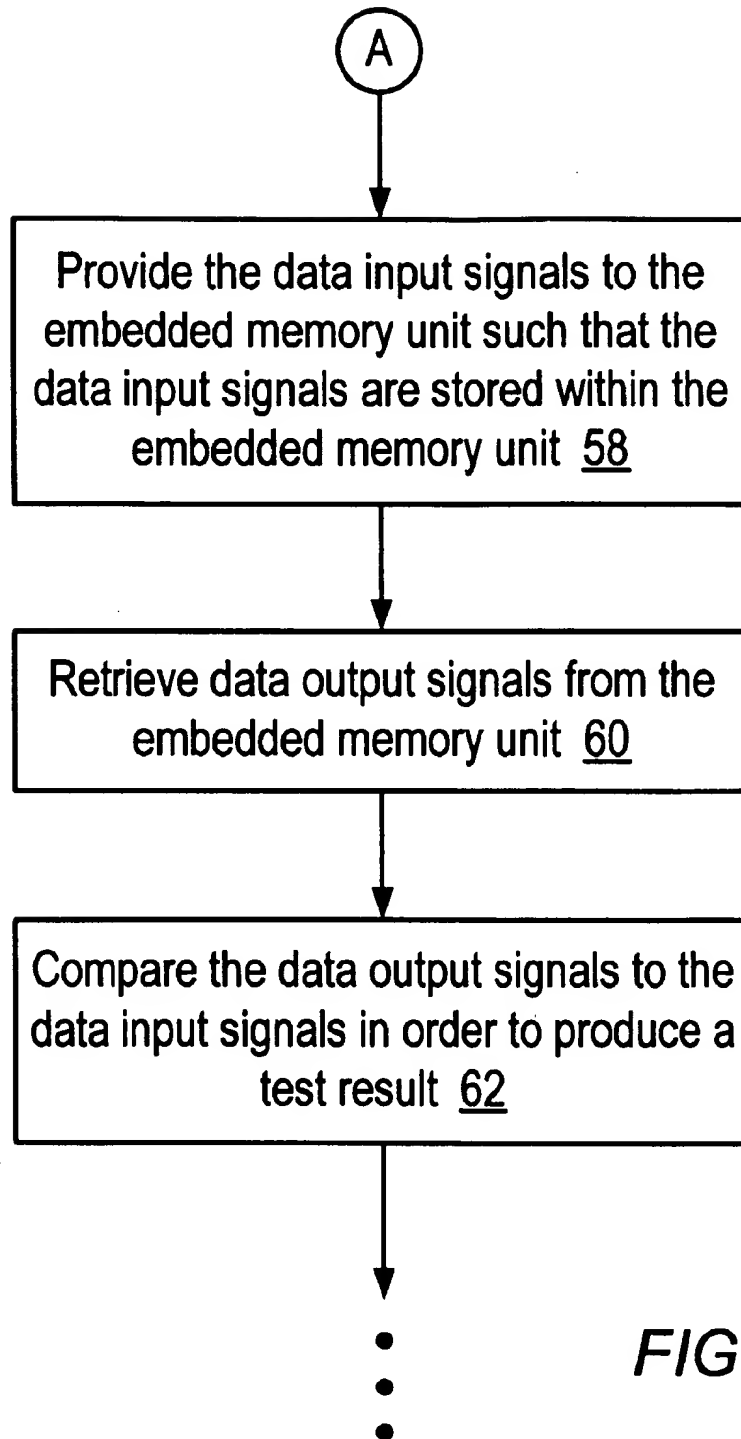 A
Provide the data input signals to the
embedded memory unit such that the
data input signals are stored within the
embedded memory unit 58
Retrieve data output signals from the
embedded memory unit 60
Compare the data output signals to the
data input signals in order to produce a
test result 62
FIG